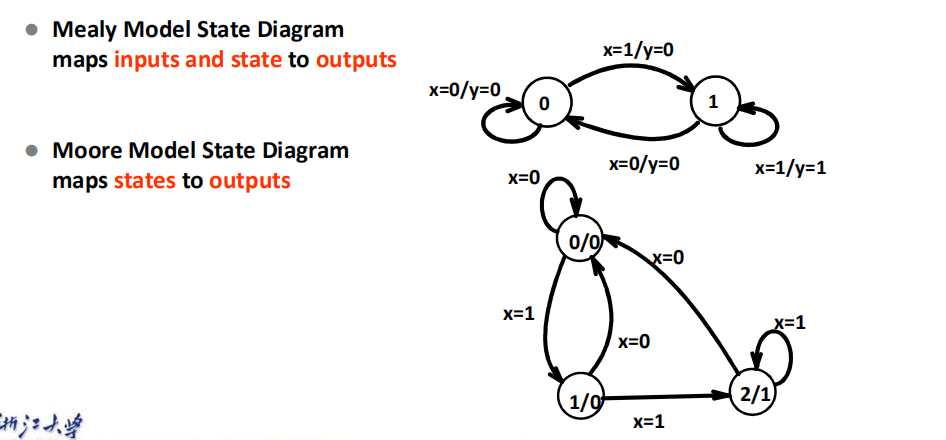 Mealy Model State Diagram
maps inputs and state to outputs
x=1/y=0
x=0/y=0
0
1
x=0/y=0
x=1/y=1
Moore Model State Diagram
maps states to outputs
x=0
0/0
x=0
x=1
x=0
x=1
1/0
2/1
x=1
浙江大学